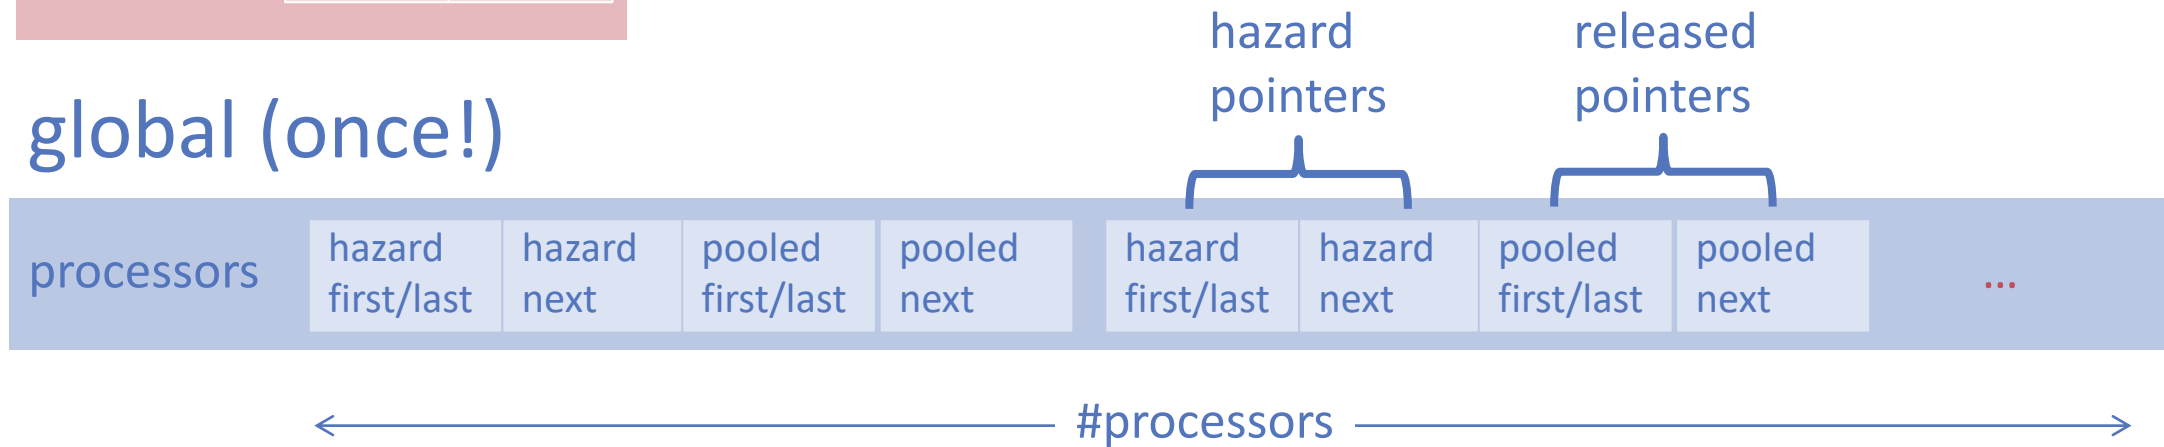 hazard
pointers
released
pointers
global (once!)
processors
hazard
first/last
hazard
next
pooled
first/last
pooled
next
hazard
first/last
hazard
next
pooled
first/last
pooled
next
...
#processors